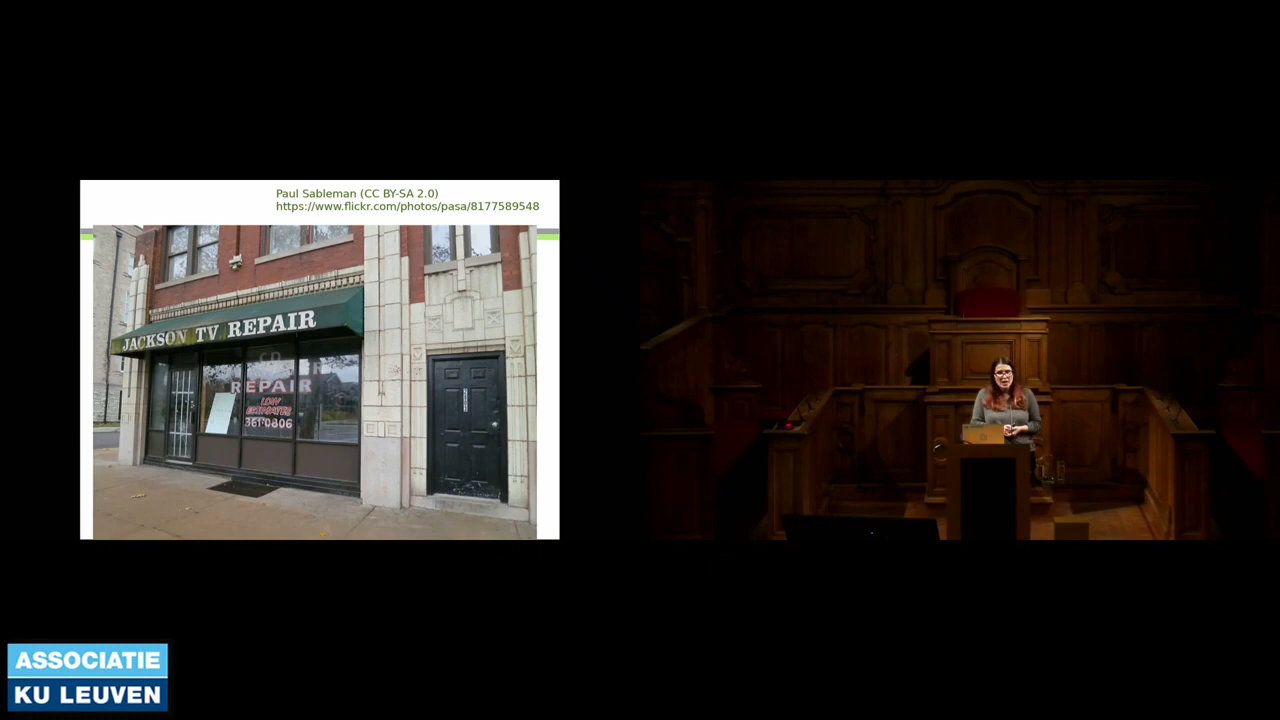 Paul Sableman (CC BY-SA 2.0)
https://www.flickr.com/photos/pasa/8177589548
JACKSON TV REPAIR
REPAIR
LOW
ESTIMATES
361-0806
ASSOCIATIE
KU LEUVEN